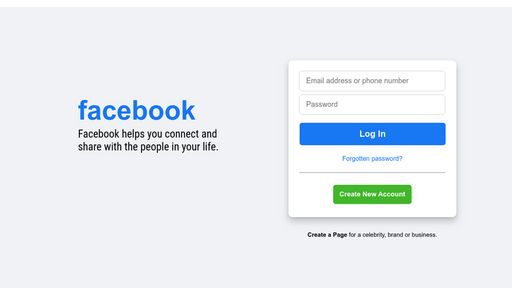 facebook
Facebook helps you connect and
share with the people in your life.
Email address or phone number
Password
Log In
Forgotten password?
Create New Account
Create a Page for a celebrity, brand or business.